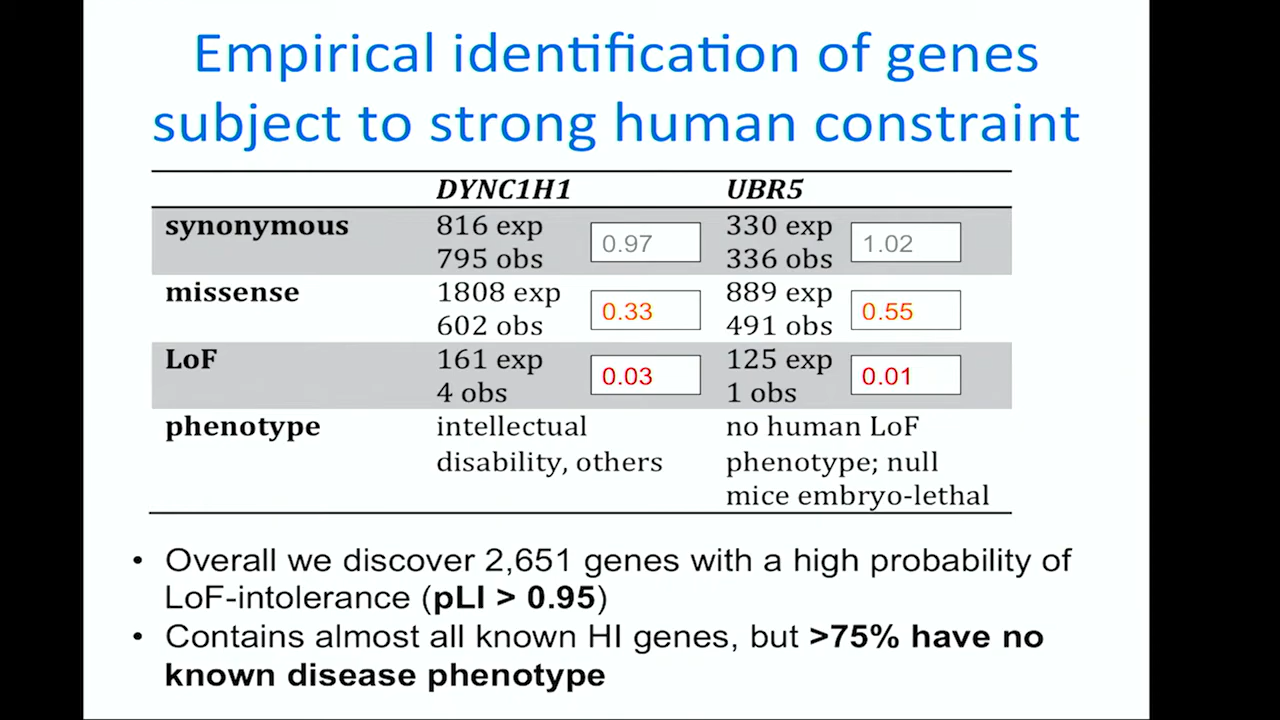 Empirical identification of genes
subject to strong human constraint
DYNC1H1 UBR5
synonymous 816 exp 795 obs 0.97 330 exp 336 obs 1.02
missense 1808 exp 602 obs 0.33 889 exp 491 obs 0.55
LoF 161 exp 4 obs 0.03 125 exp 1 obs 0.01
phenotype intellectual disability, others no human LoF phenotype; null mice embryo-lethal
• Overall we discover 2,651 genes with a high probability of
LoF-intolerance (pLI > 0.95)
• Contains almost all known HI genes, but >75% have no
known disease phenotype